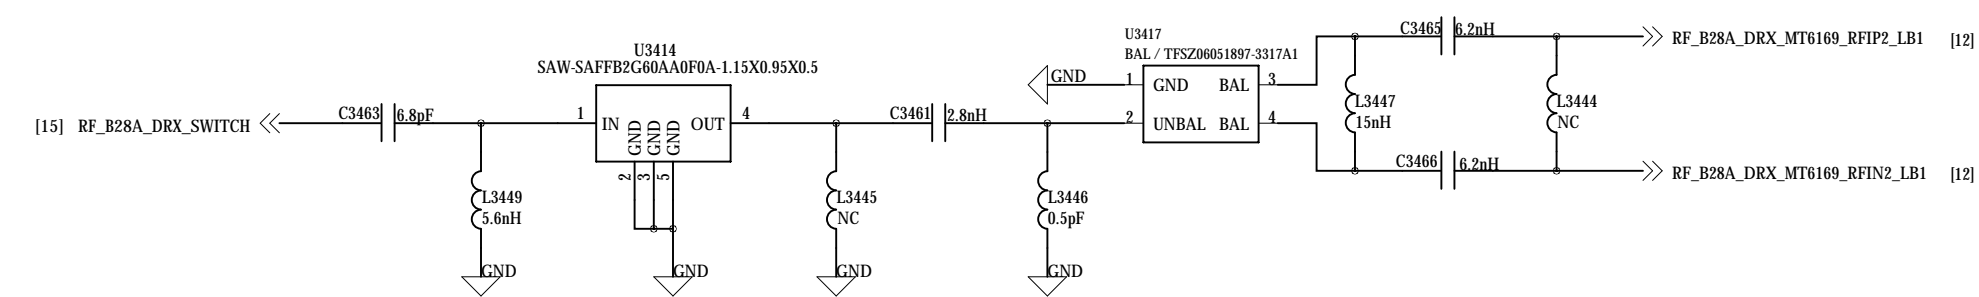 [15] RF_B28A_DRX_SWITCH
C3463
6.8pF
L3449
5.6nH
GND
U3414
SAW-SAFFB2G60AA0F0A-1.15X0.95X0.5
1
IN
GND
GND
GND
OUT
4
2
3
5
GND
L3445
NC
GND
C3461
2.8nH
L3446
0.5pF
GND
U3417
BAL / TFSZ06051897-3317A1
GND
1
GND
BAL
3
2
UNBAL
BAL
4
C3465
6.2nH
L3447
15nH
L3444
NC
C3466
6.2nH
RF_B28A_DRX_MT6169_RFIP2_LB1 [12]
RF_B28A_DRX_MT6169_RFIN2_LB1 [12]